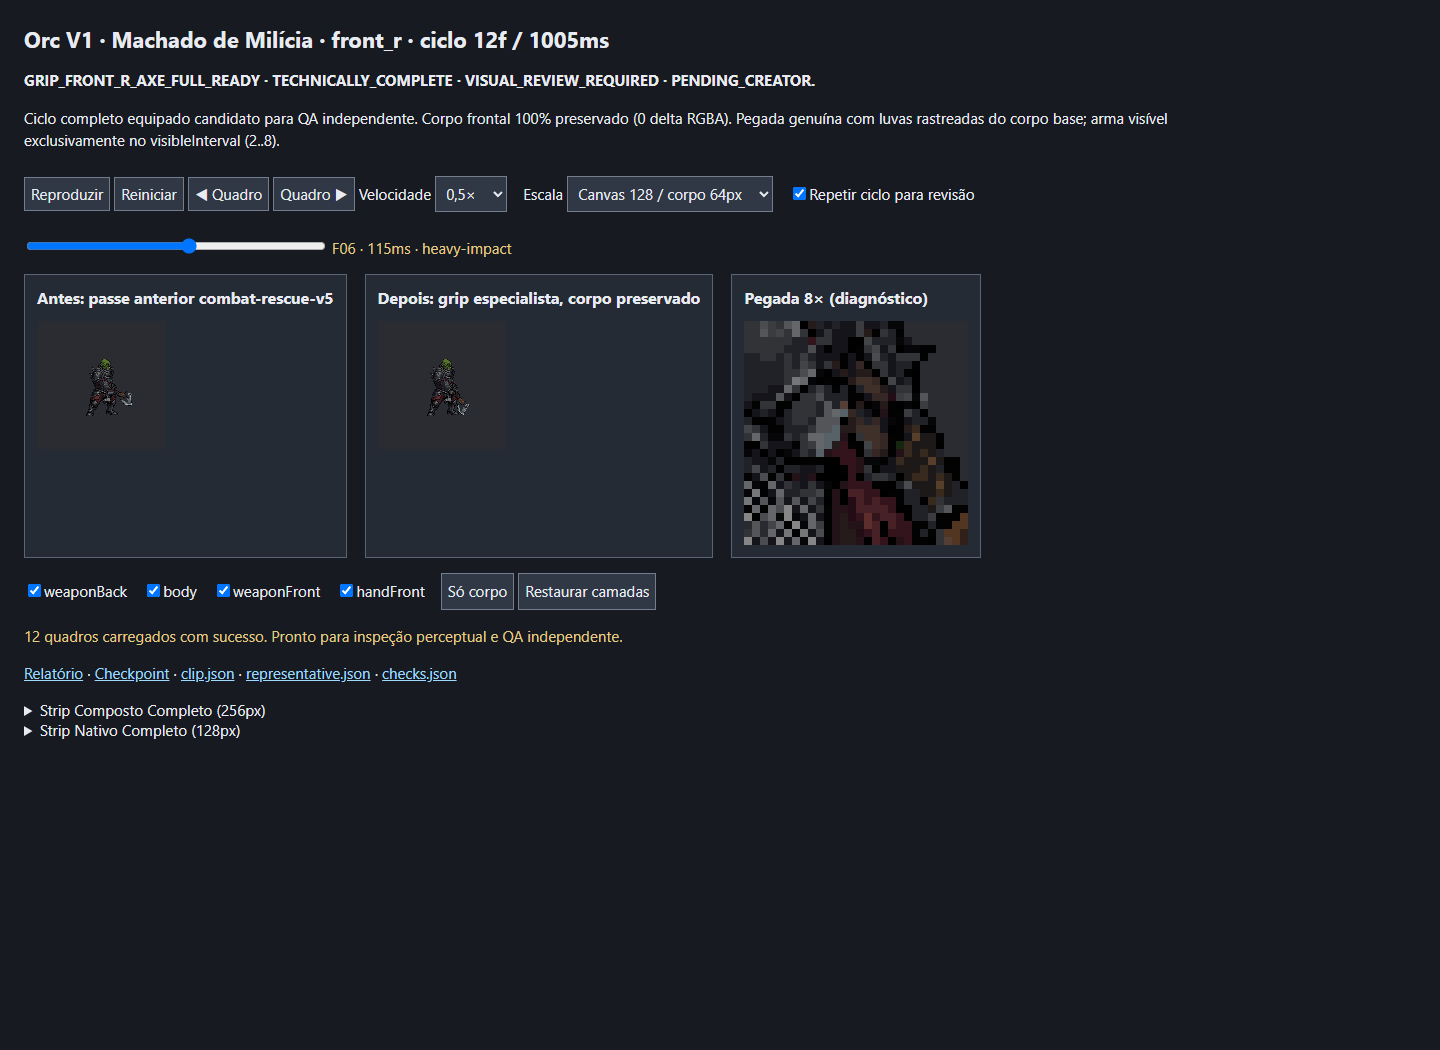 Orc V1 · Machado de Milícia · front_r · ciclo 12f / 1005ms
GRIP_FRONT_R_AXE_FULL_READY · TECHNICALLY_COMPLETE · VISUAL_REVIEW_REQUIRED · PENDING_CREATOR.
Ciclo completo equipado candidato para QA independente. Corpo frontal 100% preservado (0 delta RGBA). Pegada genuína com luvas rastreadas do corpo base; arma visível
exclusivamente no visibleInterval (2..8).
Reproduzir Reiniciar ◀ Quadro Quadro ▶ Velocidade 0,5× Escala Canvas 128 / corpo 64px Repetir ciclo para revisão
F06 · 115ms · heavy-impact
Antes: passe anterior combat-rescue-v5
Depois: grip especialista, corpo preservado
Pegada 8× (diagnóstico)
weaponBack body weaponFront handFront Só corpo Restaurar camadas
12 quadros carregados com sucesso. Pronto para inspeção perceptual e QA independente.
Relatório · Checkpoint · clip.json · representative.json · checks.json
▶ Strip Composto Completo (256px)
▶ Strip Nativo Completo (128px)